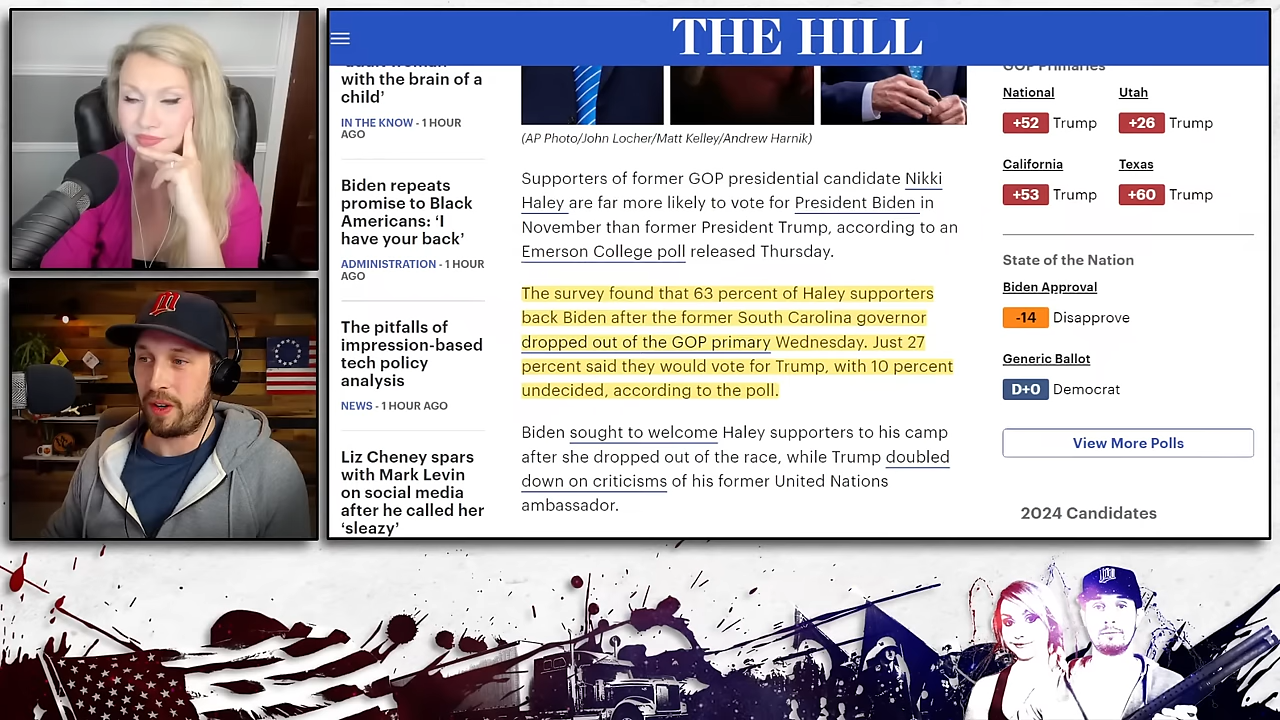 THE HILL
with the brain of a
child’
IN THE KNOW - 1 HOUR
AGO
Biden repeats
promise to Black
Americans: ‘I
have your back’
ADMINISTRATION - 1 HOUR
AGO
The pitfalls of
impression-based
tech policy
analysis
NEWS - 1 HOUR AGO
Liz Cheney spars
with Mark Levin
on social media
after he called her
‘sleazy’
(AP Photo/John Locher/Matt Kelley/Andrew Harnik)
Supporters of former GOP presidential candidate Nikki
Haley are far more likely to vote for President Biden in
November than former President Trump, according to an
Emerson College poll released Thursday.
The survey found that 63 percent of Haley supporters
back Biden after the former South Carolina governor
dropped out of the GOP primary Wednesday. Just 27
percent said they would vote for Trump, with 10 percent
undecided, according to the poll.
Biden sought to welcome Haley supporters to his camp
after she dropped out of the race, while Trump doubled
down on criticisms of his former United Nations
ambassador.
GOP Primaries
National Utah
+52 Trump +26 Trump
California Texas
+53 Trump +60 Trump
State of the Nation
Biden Approval
-14 Disapprove
Generic Ballot
D+0 Democrat
View More Polls
2024 Candidates